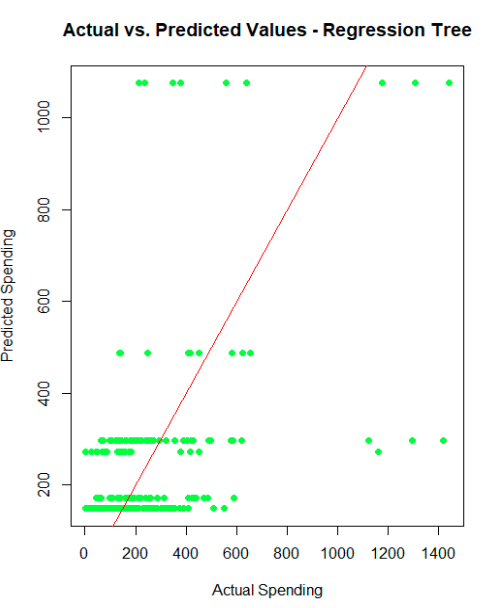 Actual vs. Predicted Values - Regression Tree
Predicted Spending
1000
800
600
400
200
0 200 400 600 800 1000 1200 1400
Actual Spending